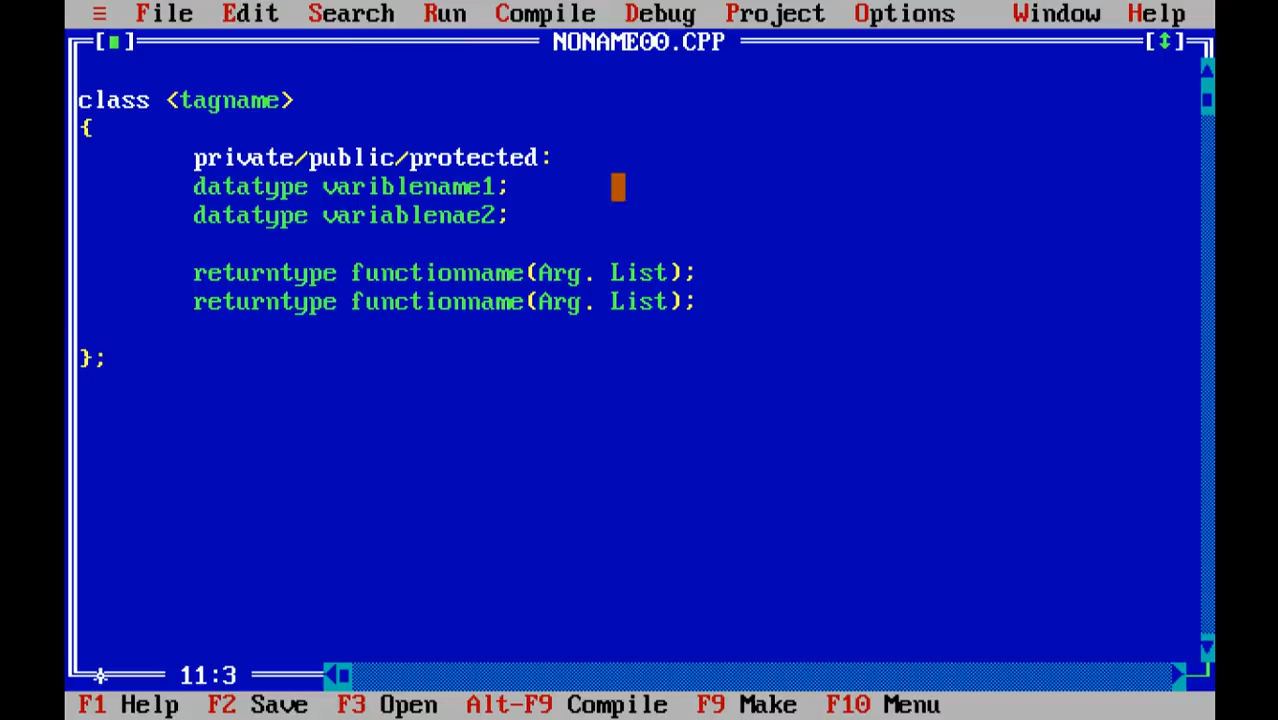 ≡ File Edit Search Run Compile Debug Project Options Window Help
[■] NONAME00.CPP [↕]
class <tagname>
{
private/public/protected:
datatype variblename1;
datatype variablenae2;
returntype functionname(Arg. List);
returntype functionname(Arg. List);
};
11:3
F1 Help F2 Save F3 Open Alt-F9 Compile F9 Make F10 Menu